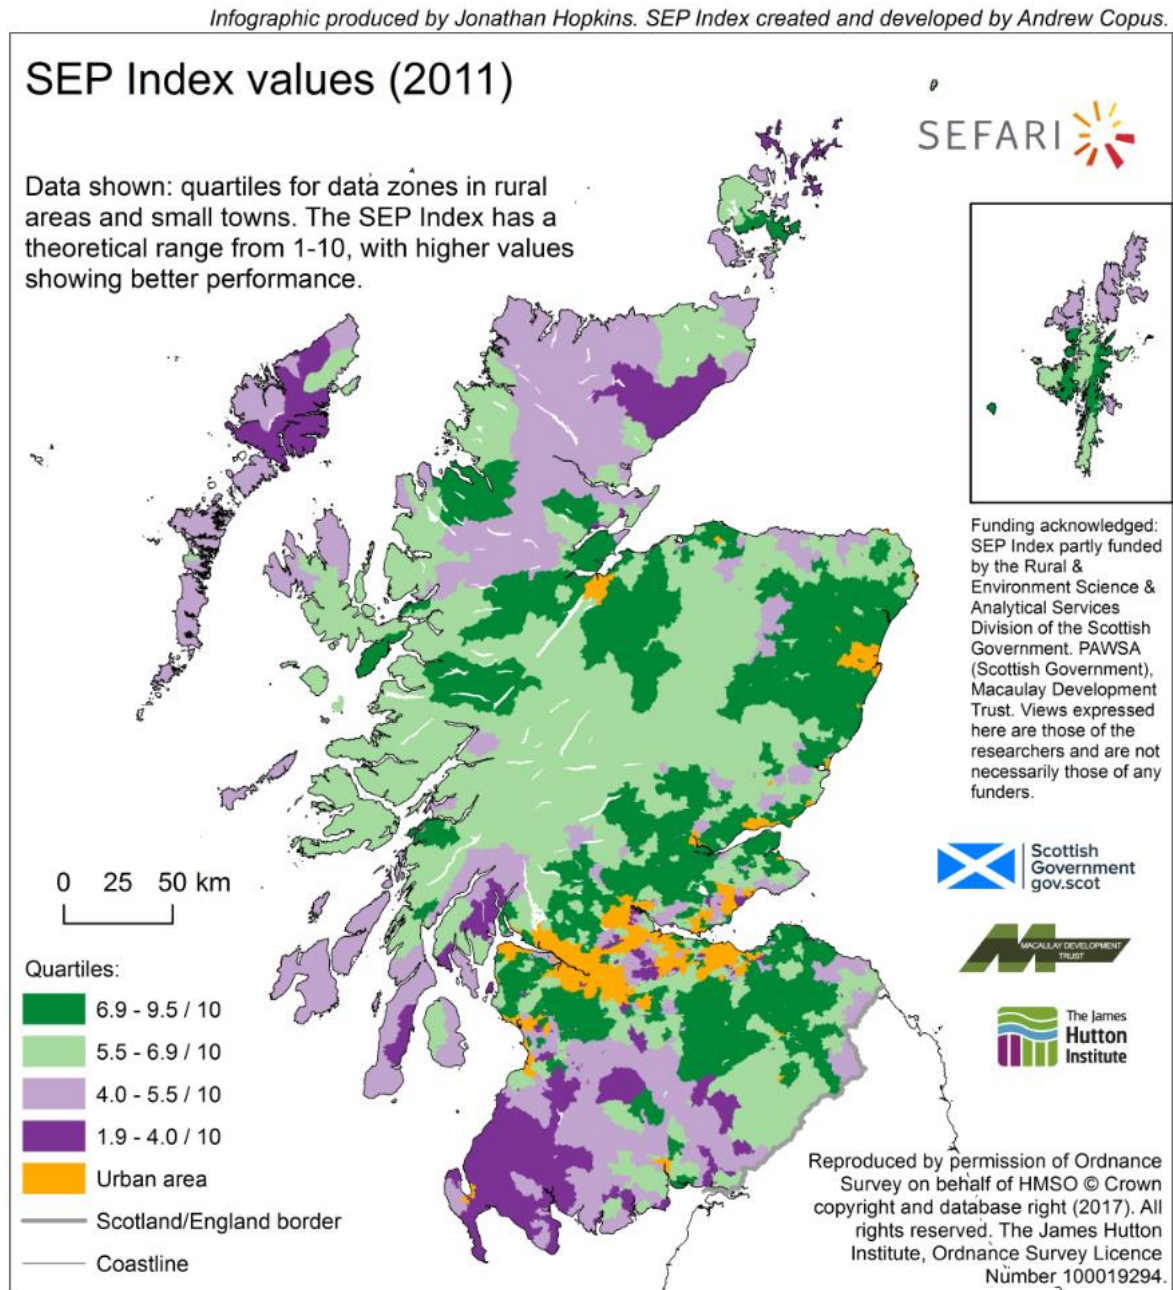 Infographic produced by Jonathan Hopkins. SEP Index created and developed by Andrew Copus.
SEP Index values (2011)
SEFARI
Data shown: quartiles for data zones in rural
areas and small towns. The SEP Index has a
theoretical range from 1-10, with higher values
showing better performance.
Funding acknowledged:
SEP Index partly funded
by the Rural &
Environment Science &
Analytical Services
Division of the Scottish
Government. PAWSA
(Scottish Government),
Macaulay Development
Trust. Views expressed
here are those of the
researchers and are not
necessarily those of any
funders.
Scottish
Government
gov.scot
MACAULAY DEVELOPMENT
TRUST
The James
Hutton
Institute
0 25 50 km
Quartiles:
6.9 - 9.5 / 10
5.5 - 6.9 / 10
4.0 - 5.5 / 10
1.9 - 4.0 / 10
Urban area
Scotland/England border
Coastline
Reproduced by permission of Ordnance
Survey on behalf of HMSO © Crown
copyright and database right (2017). All
rights reserved. The James Hutton
Institute, Ordnance Survey Licence
Number 100019294.